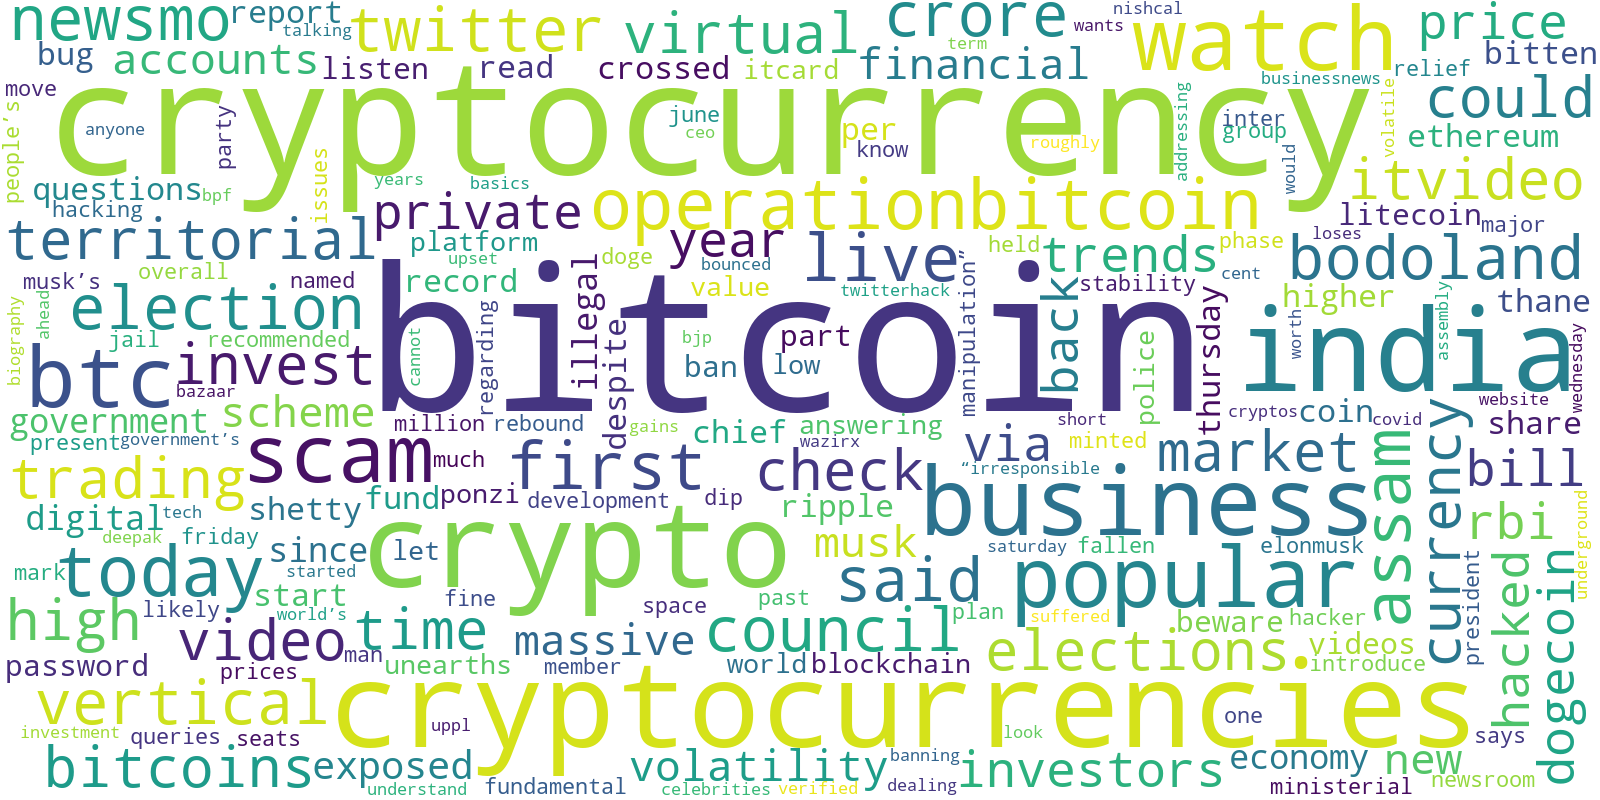 newsmo
report
talking
twitter
virtual
crore
wants
nishcal
watch
price
bug
accounts
listen
read
crossed
itcard
term
financial
businessnews
relief
bitten
move
cryptocurrency
could
people’s
anyone
party
june
ceo
per
know
roughly
addressing
inter
group
volatile
ethereum
questions
bpf
hacking
issues
years
basics
private
operationbitcoin
would
itvideo
litecoin
major
territorial
platform
upset
year
live
held
trends
phase
loses
bodoland
musk’s
overall
named
record
doge
bounced
value
twitterhack
manipulation”
stability
cent
higher
thane
biography
ahead
election
jail
recommended
cannot
regarding
bitcoin
illegal
despite
bjp
part
ban
low
back
police
thursday
india
worth
assembly
wednesday
btc
invest
bazaar
website
government
scheme
million
rebound
gains
chief
answering
wazirx
short
cryptos
coin
covid
share
present
government’s
scam
much
first
check
via
minted
market
currency
bill
trading
ponzi
development
dip
“irresponsible
business
assam
digital
tech
shetty
fund
ripple
rbi
underground
deepak
friday
since
let
crypto
musk
saturday
fallen
elonmusk
mark
today
started
said
popular
president
hacked
dogecoin
high
likely
start
world’s
fine
space
past
plan
suffered
beware
hacker
video
time
massive
council
elections.
videos
introduce
password
prices
man
unearths
member
world
blockchain
vertical
cryptocurrencies
investment
queries
seats
uppl
look
one
says
bitcoins
exposed
understand
fundamental
volatility
celebrities
verified
banning
dealing
investors
economy
ministerial
new
newsroom